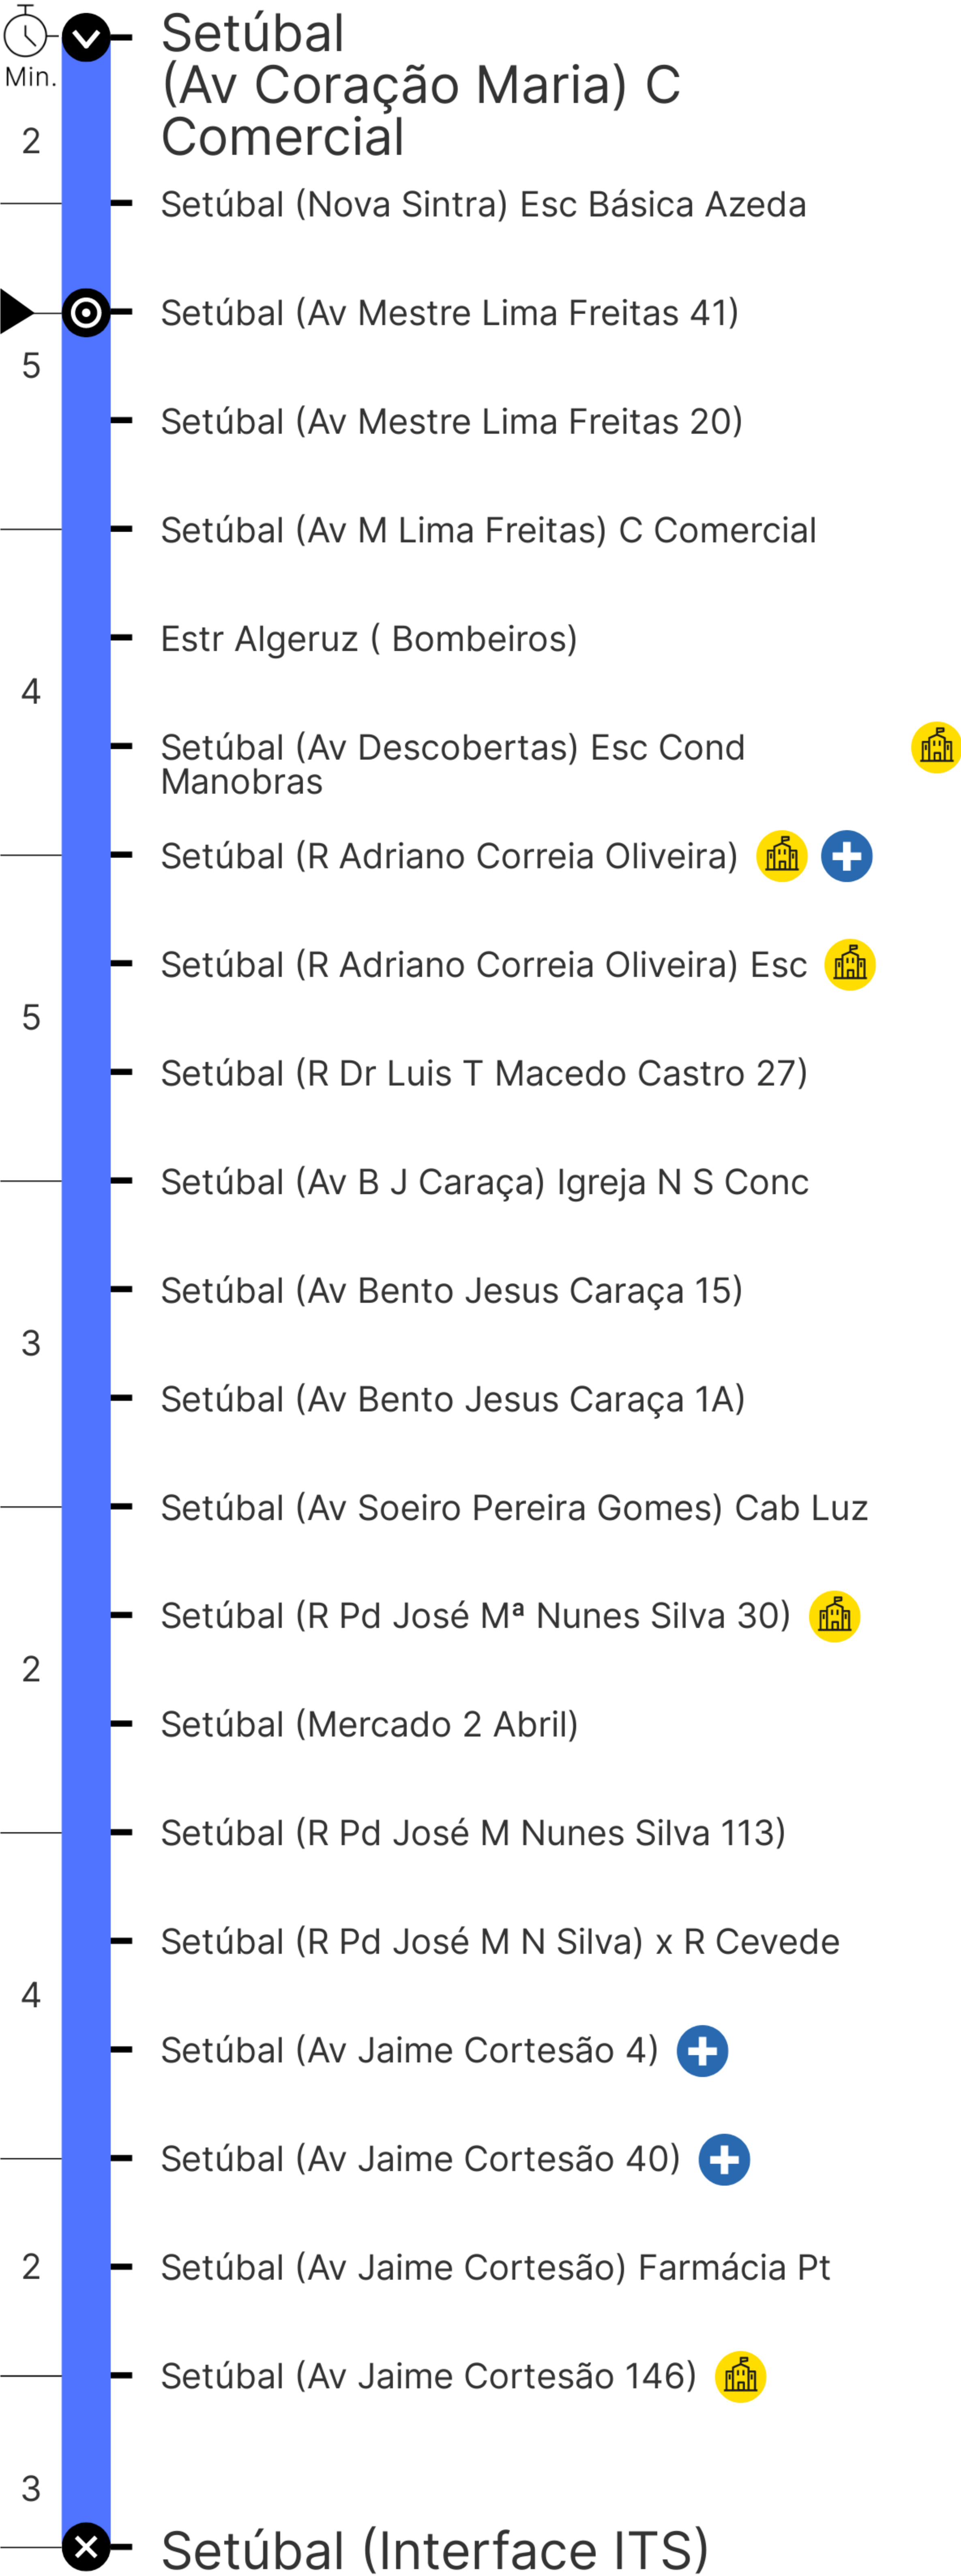 Setúbal
(Av Coração Maria) C
Comercial
Min.
2
Setúbal (Nova Sintra) Esc Básica Azeda
Setúbal (Av Mestre Lima Freitas 41)
5
Setúbal (Av Mestre Lima Freitas 20)
Setúbal (Av M Lima Freitas) C Comercial
Estr Algeruz ( Bombeiros)
4
Setúbal (Av Descobertas) Esc Cond
Manobras
Setúbal (R Adriano Correia Oliveira)
Setúbal (R Adriano Correia Oliveira) Esc
5
Setúbal (R Dr Luis T Macedo Castro 27)
Setúbal (Av B J Caraça) Igreja N S Conc
Setúbal (Av Bento Jesus Caraça 15)
3
Setúbal (Av Bento Jesus Caraça 1A)
Setúbal (Av Soeiro Pereira Gomes) Cab Luz
Setúbal (R Pd José Mª Nunes Silva 30)
2
Setúbal (Mercado 2 Abril)
Setúbal (R Pd José M Nunes Silva 113)
Setúbal (R Pd José M N Silva) x R Cevede
4
Setúbal (Av Jaime Cortesão 4)
Setúbal (Av Jaime Cortesão 40)
2
Setúbal (Av Jaime Cortesão) Farmácia Pt
Setúbal (Av Jaime Cortesão 146)
3
Setúbal (Interface ITS)